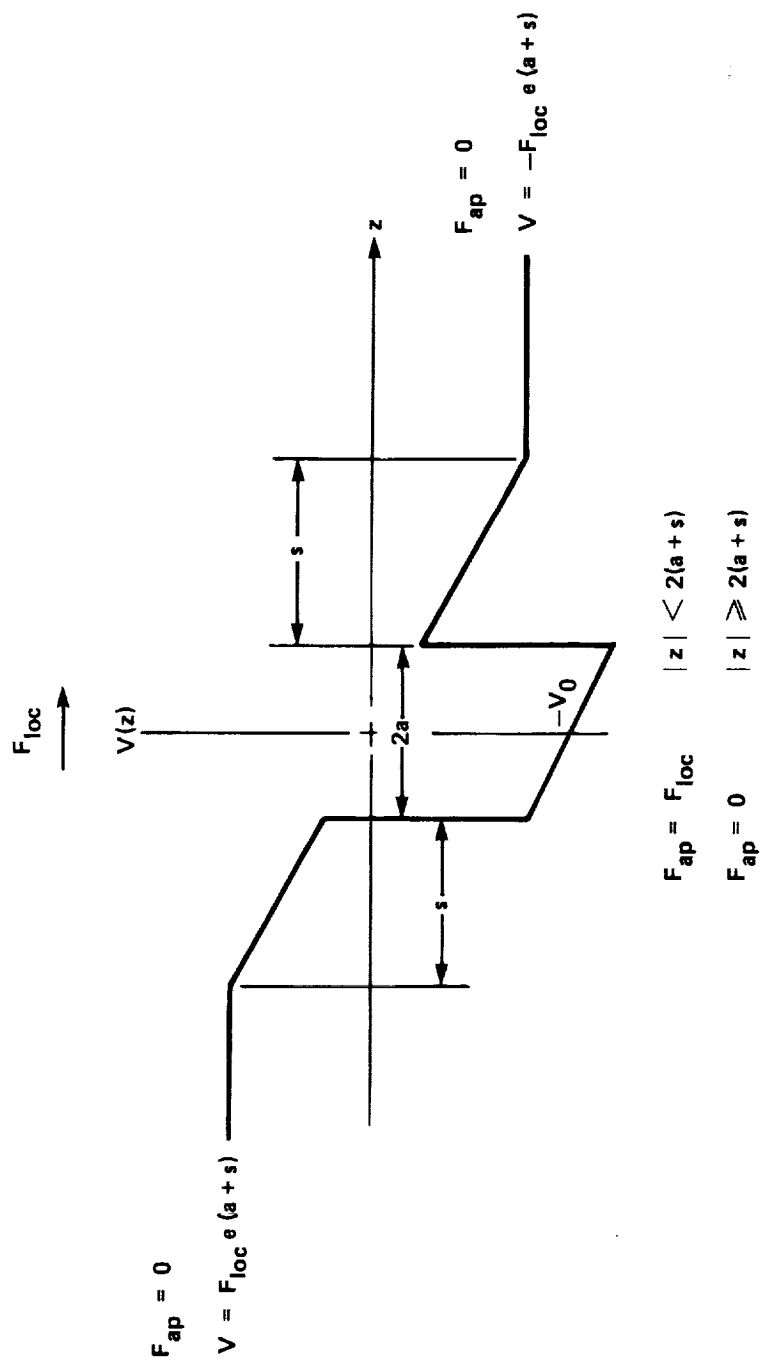 F_loc
V(z)
F_ap = 0
V = F_loc e (a + s)
s
2a
s
z
−V_0
F_ap = 0
V = −F_loc e (a + s)
F_ap = F_loc    | z | < 2(a + s)
F_ap = 0    | z | ⩾ 2(a + s)